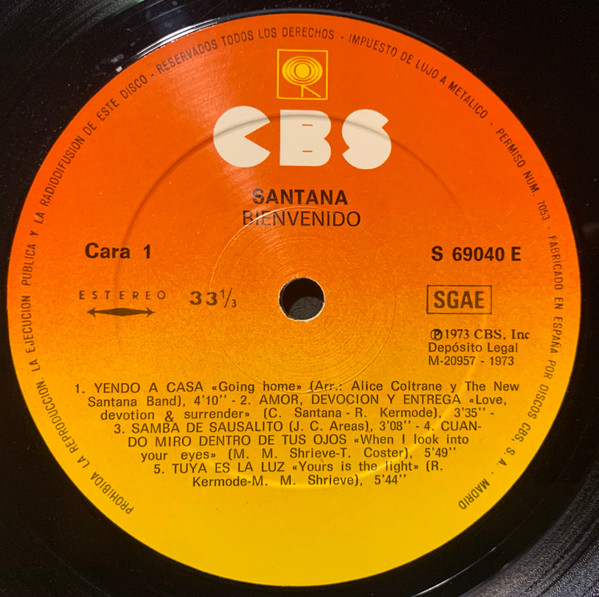 PROHIBIDA LA REPRODUCCION LA EJECUCION PUBLICA Y LA RADIODIFUSION DE ESTE DISCO - RESERVADOS TODOS LOS DERECHOS - IMPUESTO DE LUJO A METALICO - PERMISO NUM. 7053 FABRICADO EN ESPAÑA POR DISCOS CBS, S.A. - MADRID
CBS
SANTANA
BIENVENIDO
Cara 1
S 69040 E
ESTEREO 33 1/3
SGAE
Ⓟ1973 CBS, Inc
Depósito Legal
M-20957 - 1973
1. YENDO A CASA «Going home» (Arr.: Alice Coltrane y The New
Santana Band), 4'10'' - 2. AMOR, DEVOCION Y ENTREGA «Love,
devotion & surrender» (C. Santana - R. Kermode), 3'35'' -
3. SAMBA DE SAUSALITO (J. C. Areas), 3'08'' - 4. CUAN-
DO MIRO DENTRO DE TUS OJOS «When I look into
your eyes» (M. M. Shrieve-T. Coster), 5'49''
5. TUYA ES LA LUZ «Yours is the light» (R.
Kermode-M. M. Shrieve), 5'44''